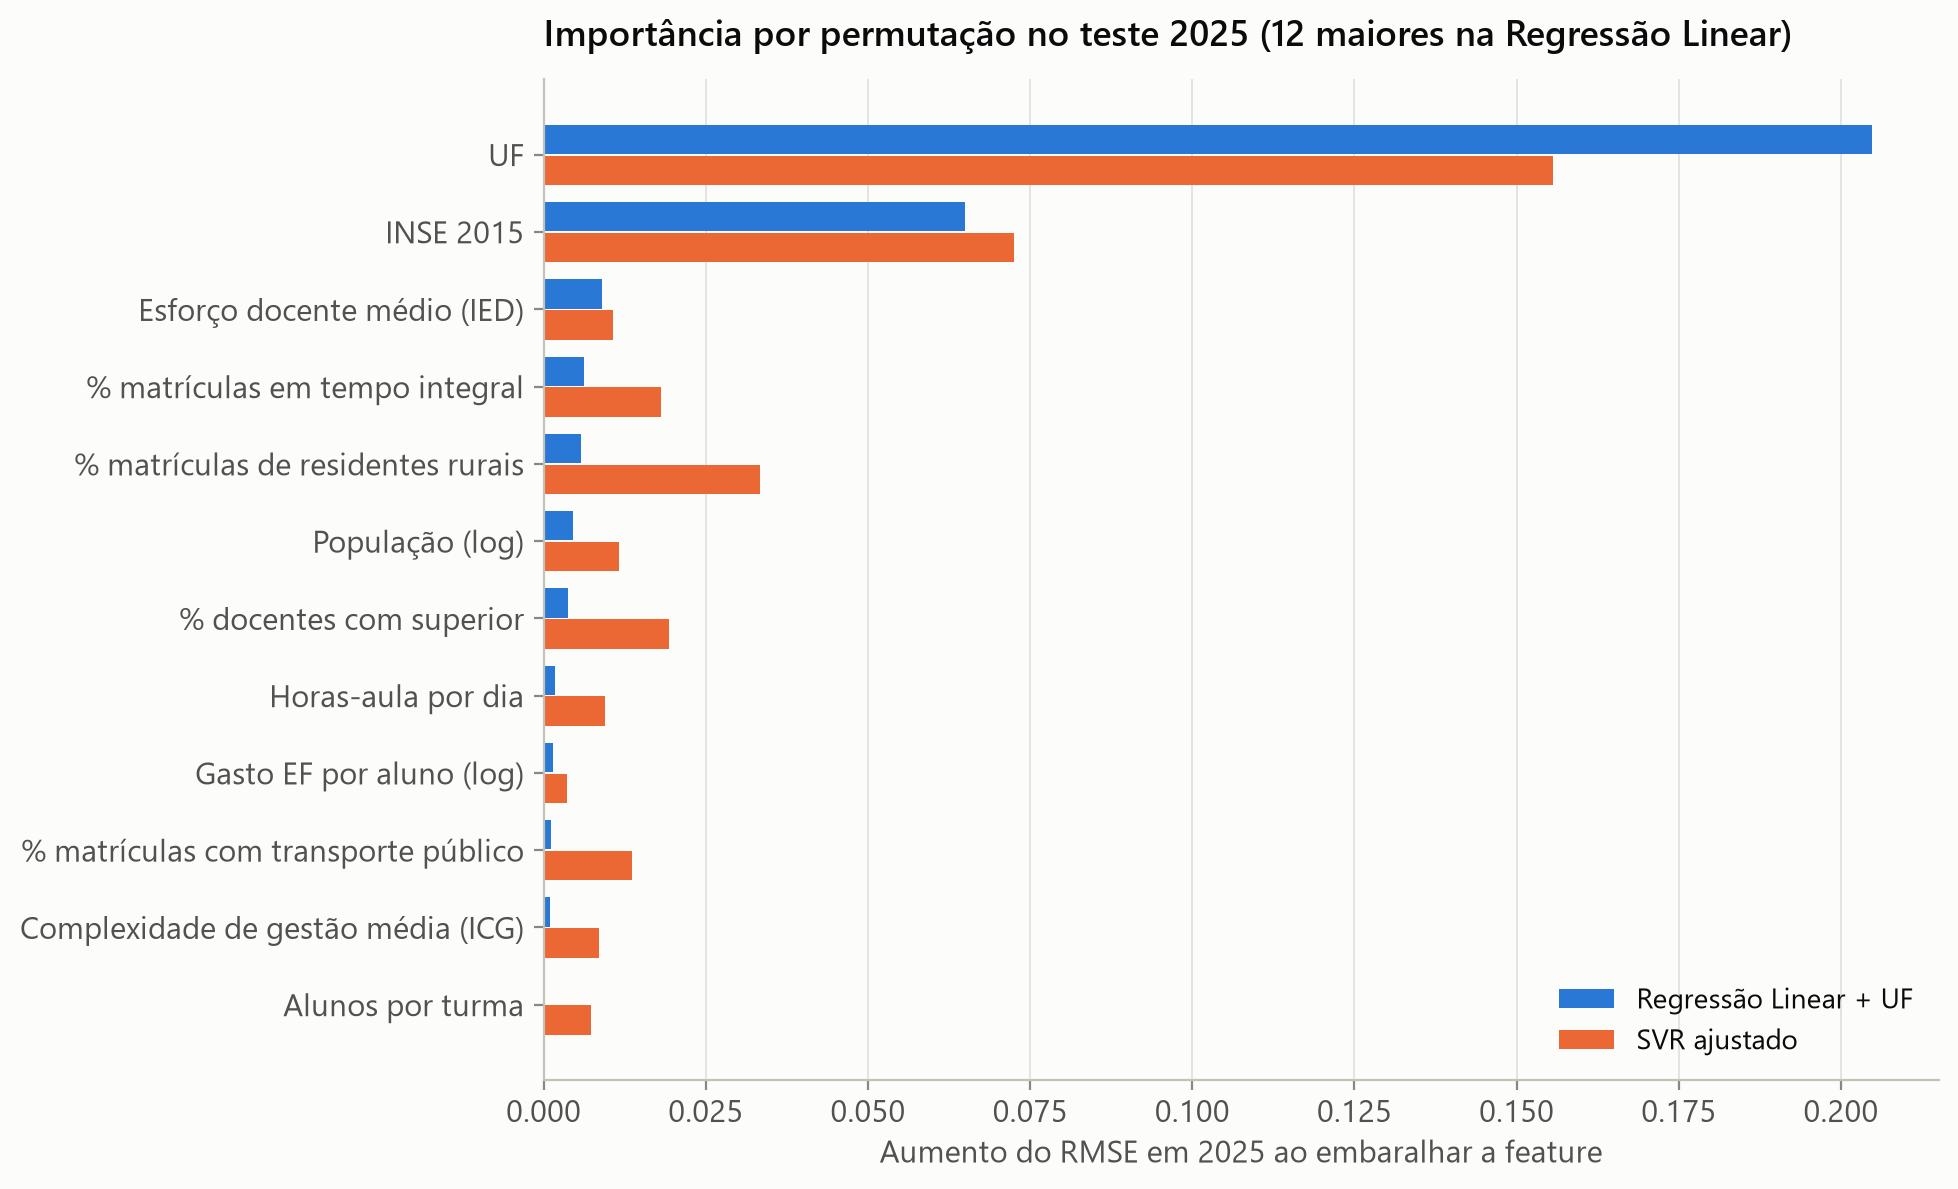 Importância por permutação no teste 2025 (12 maiores na Regressão Linear)
UF
INSE 2015
Esforço docente médio (IED)
% matrículas em tempo integral
% matrículas de residentes rurais
População (log)
% docentes com superior
Horas-aula por dia
Gasto EF por aluno (log)
% matrículas com transporte público
Complexidade de gestão média (ICG)
Alunos por turma
Regressão Linear + UF
SVR ajustado
0.000 0.025 0.050 0.075 0.100 0.125 0.150 0.175 0.200
Aumento do RMSE em 2025 ao embaralhar a feature